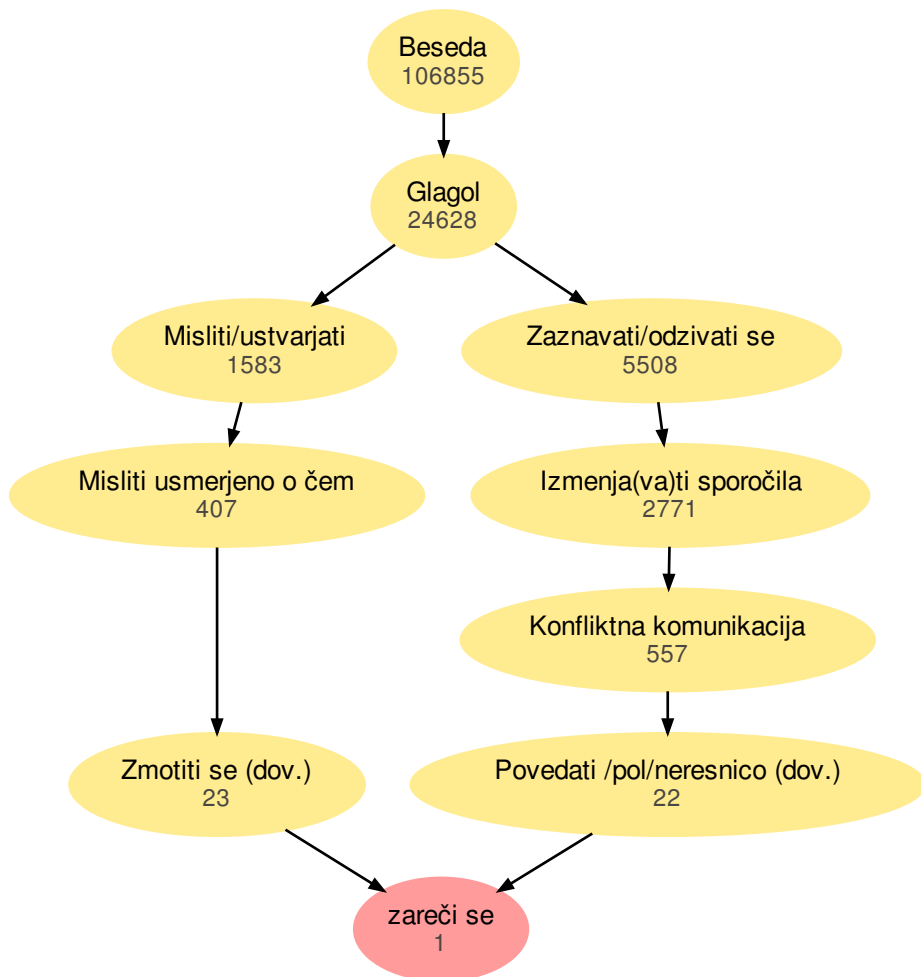 Beseda
106855
Glagol
24628
Misliti/ustvarjati
1583
Zaznavati/odzivati se
5508
Misliti usmerjeno o čem
407
Izmenja(va)ti sporočila
2771
Konfliktna komunikacija
557
Zmotiti se (dov.)
23
Povedati /pol/neresnico (dov.)
22
zareči se
1